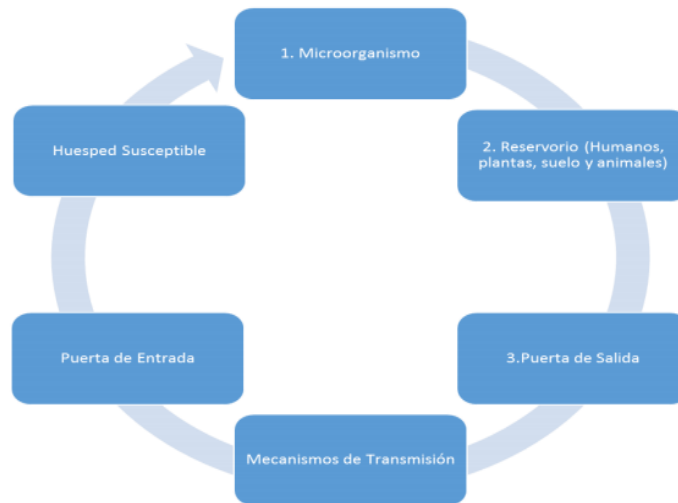 1. Microorganismo
2. Reservorio (Humanos,
plantas, suelo y animales)
3.Puerta de Salida
Mecanismos de Transmisión
Puerta de Entrada
Huesped Susceptible